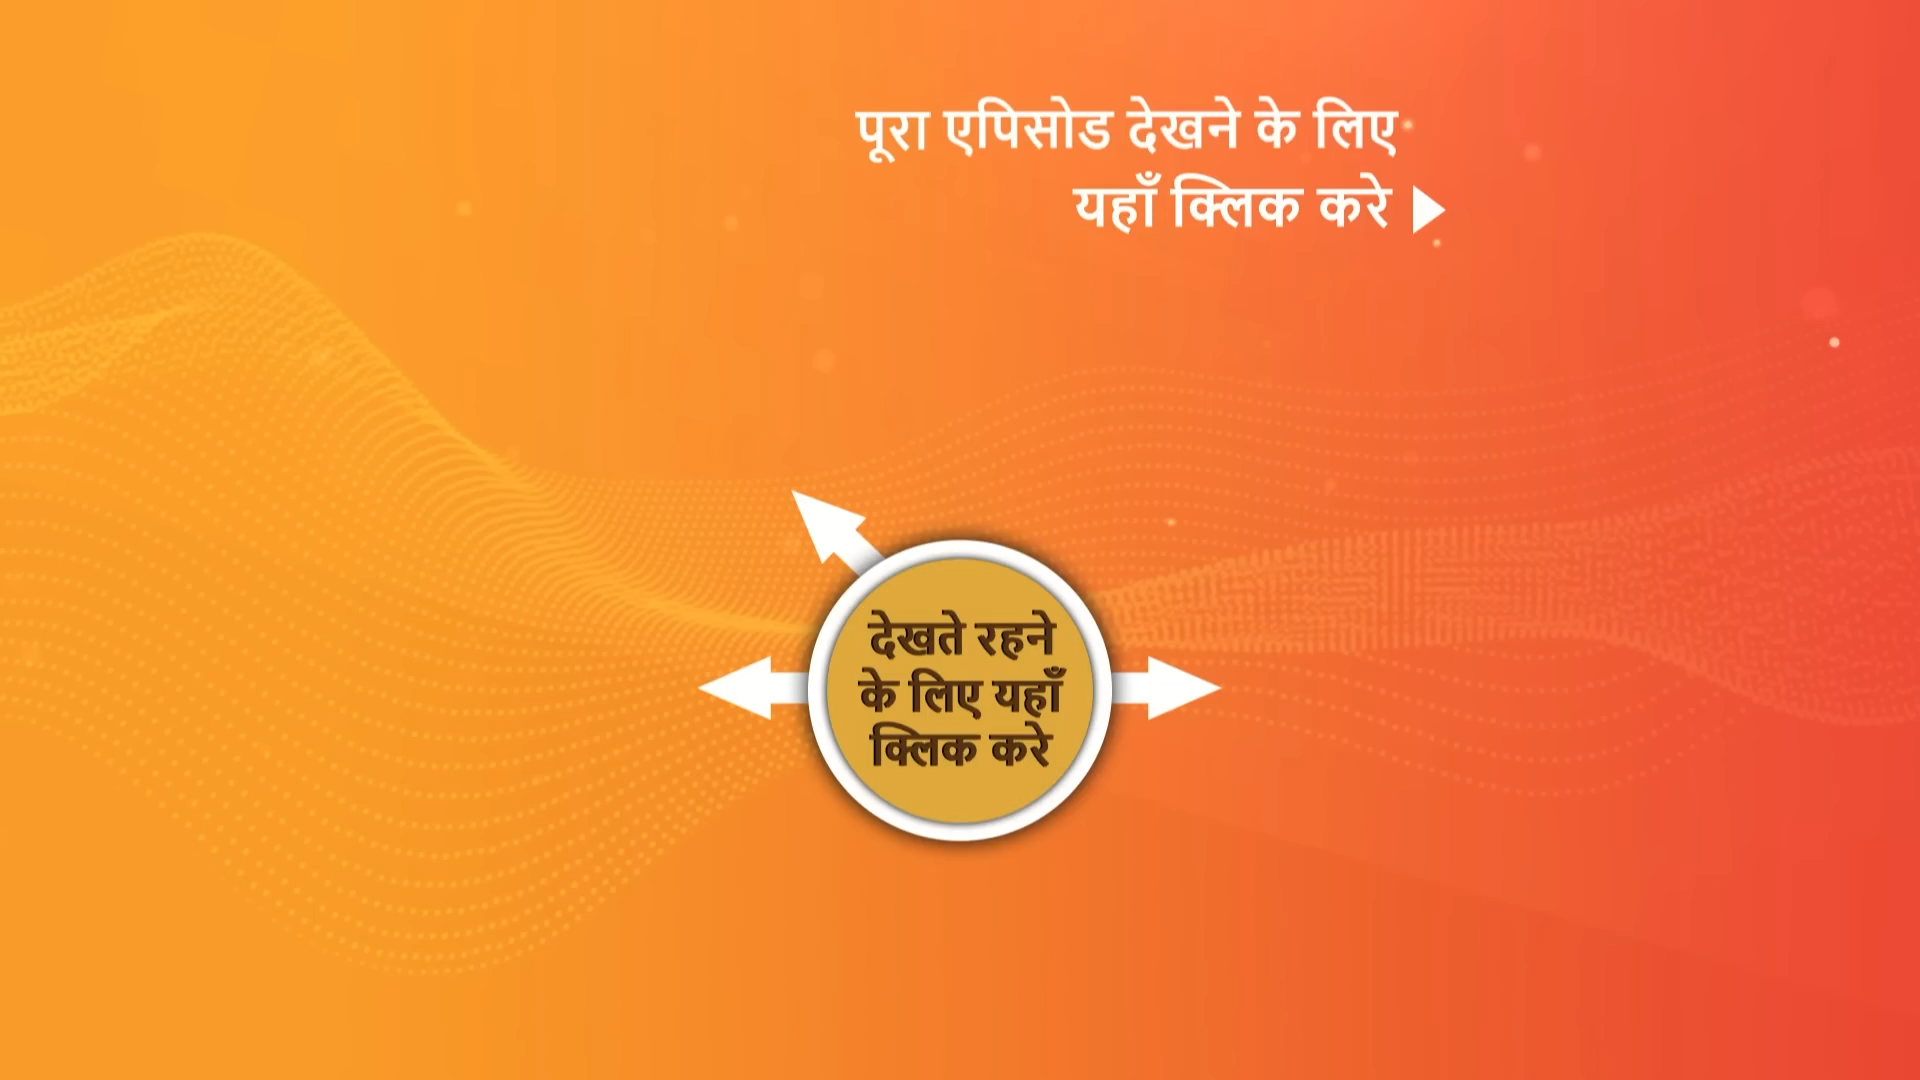 पूरा एपिसोड देखने के लिए
यहाँ क्लिक करे
देखते रहने
के लिए यहाँ
क्लिक करे